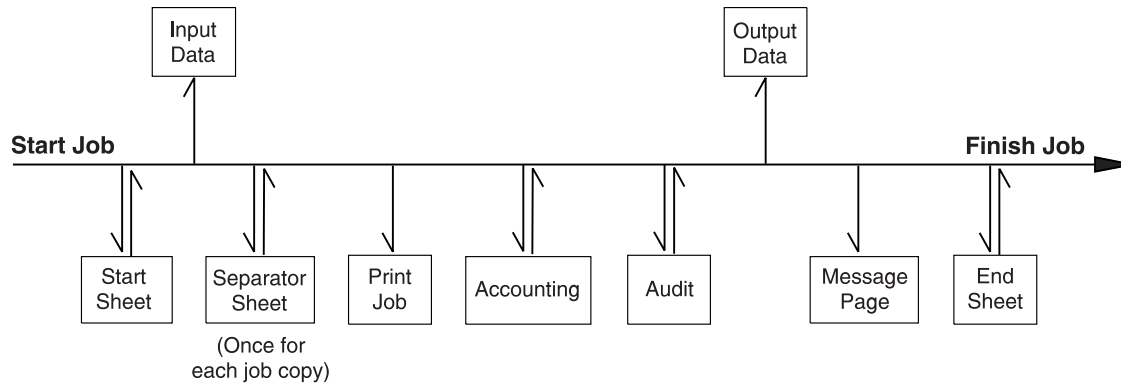 Input
Data
Output
Data
Start Job
Finish Job
Start
Sheet
Separator
Sheet
(Once for
each job copy)
Print
Job
Accounting
Audit
Message
Page
End
Sheet